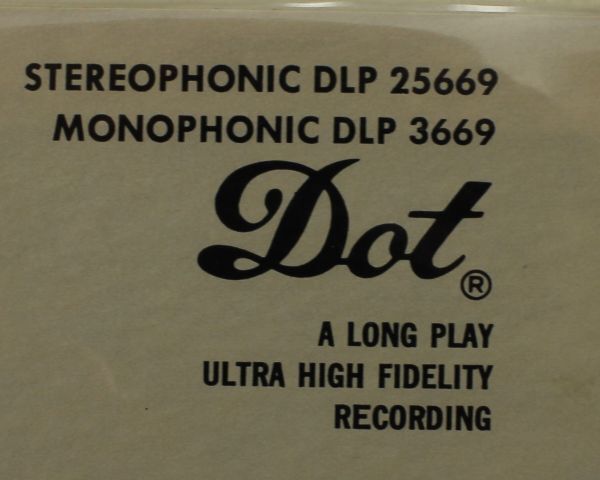 STEREOPHONIC DLP 25669
MONOPHONIC DLP 3669
Dot®
A LONG PLAY
ULTRA HIGH FIDELITY
RECORDING